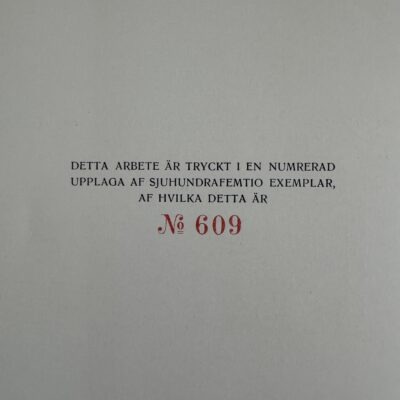 DETTA ARBETE ÄR TRYCKT I EN NUMRERAD
UPPLAGA AF SJUHUNDRAFEMTIO EXEMPLAR,
AF HVILKA DETTA ÄR
№ 609